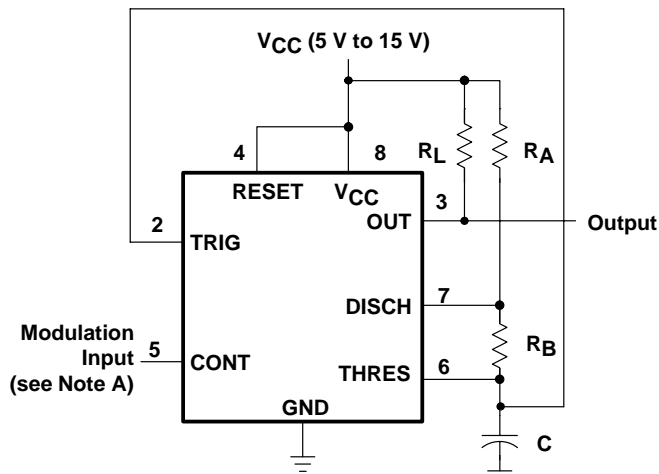 VCC (5 V to 15 V)
4
8
RL
RA
RESET
VCC
3
2
OUT
Output
TRIG
7
DISCH
Modulation
Input
(see Note A)
5
CONT
RB
6
THRES
GND
C